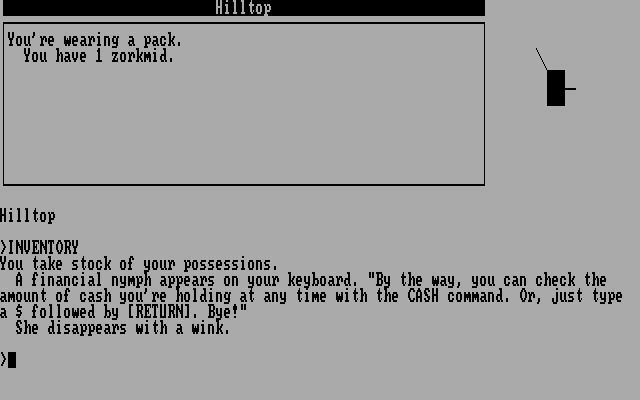 Hilltop
You're wearing a pack.
You have 1 zorkmid.
Hilltop
>INVENTORY
You take stock of your possessions.
A financial nymph appears on your keyboard. "By the way, you can check the
amount of cash you're holding at any time with the CASH command. Or, just type
a $ followed by [RETURN]. Bye!"
She disappears with a wink.
>